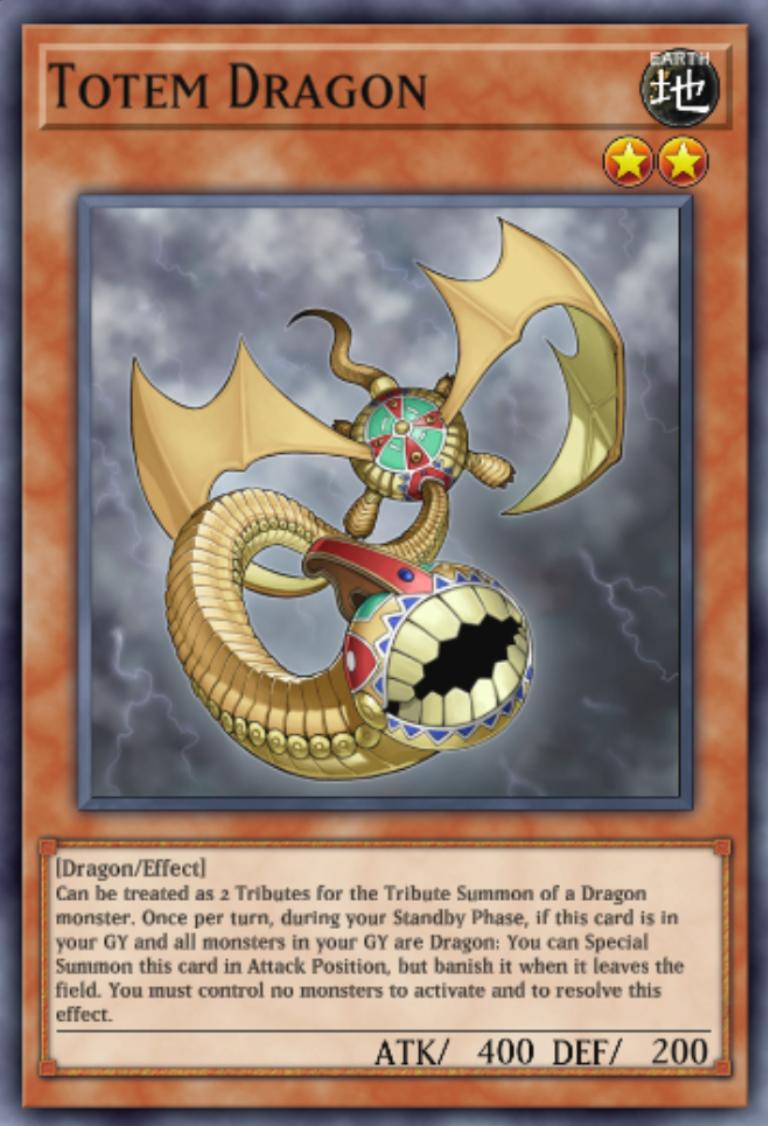 Totem Dragon
EARTH
地
[Dragon/Effect]
Can be treated as 2 Tributes for the Tribute Summon of a Dragon
monster. Once per turn, during your Standby Phase, if this card is in
your GY and all monsters in your GY are Dragon: You can Special
Summon this card in Attack Position, but banish it when it leaves the
field. You must control no monsters to activate and to resolve this
effect.
ATK/ 400 DEF/ 200